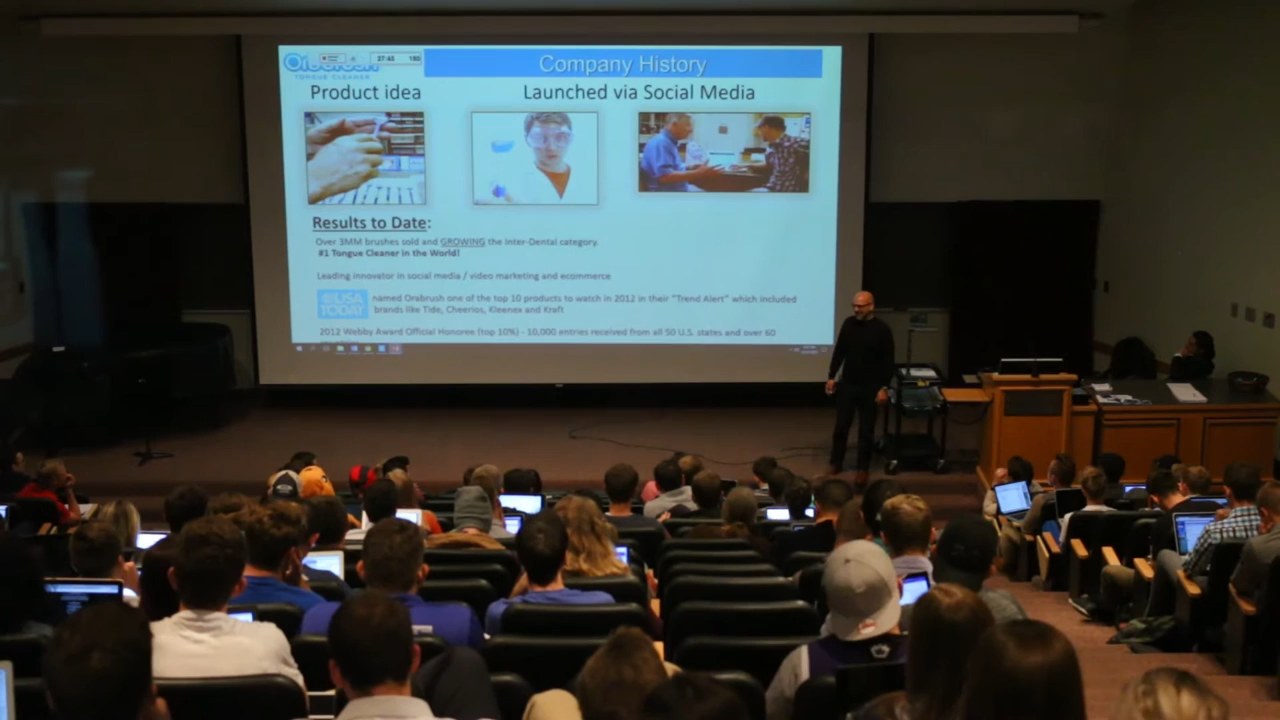 Orabrush
TONGUE CLEANER
Company History
Product idea
Launched via Social Media
Results to Date:
Over 3MM brushes sold and GROWING the Inter-Dental category.
#1 Tongue Cleaner in the World!
Leading innovator in social media / video marketing and ecommerce
USA
TODAY
named Orabrush one of the top 10 products to watch in 2012 in their "Trend Alert" which included
brands like Tide, Cheerios, Kleenex and Kraft
2012 Webby Award Official Honoree (top 10%) - 10,000 entries received from all 50 U.S. states and over 60